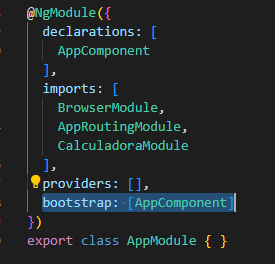 @NgModule({
declarations: [
AppComponent
],
imports: [
BrowserModule,
AppRoutingModule,
CalculadoraModule
],
providers: [],
bootstrap: [AppComponent]
})
export class AppModule { }